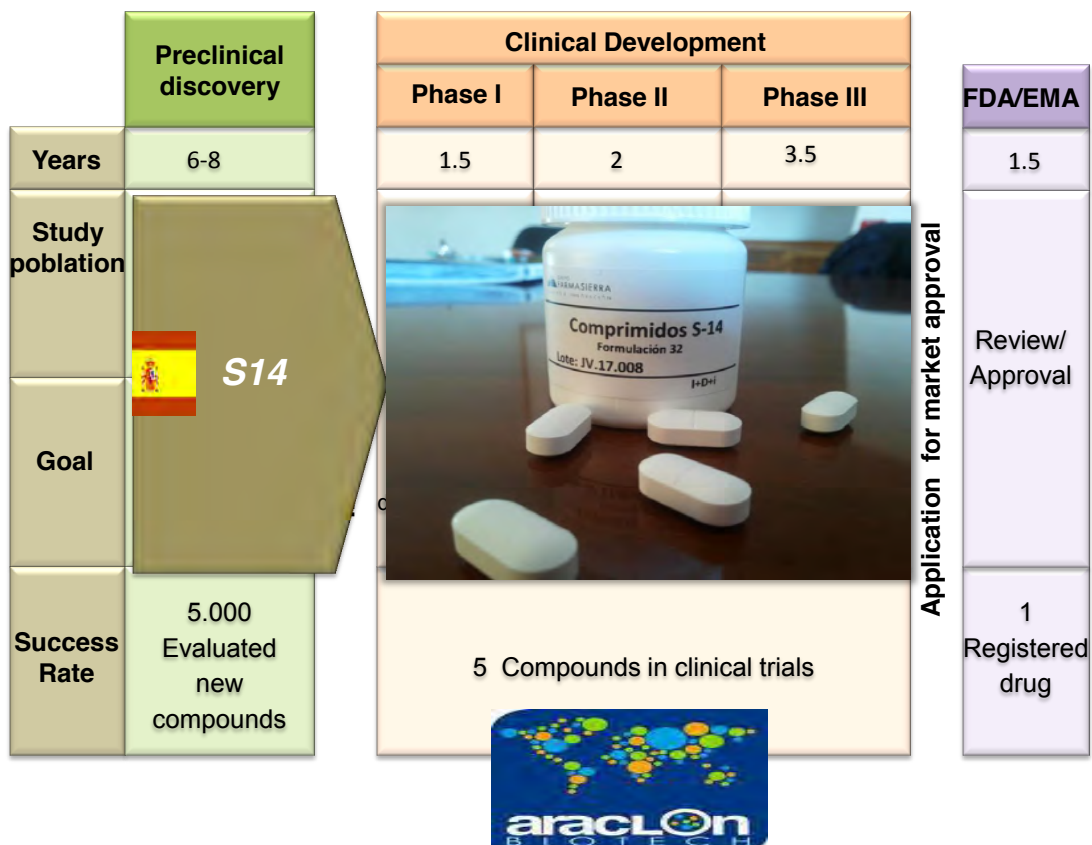 Preclinical
discovery
Clinical Development
Phase I
Phase II
Phase III
FDA/EMA
Years
6-8
1.5
2
3.5
1.5
Study
poblation
S14
FARMASIERRA
Comprimidos S-14
Formulación 32
Lote: JV.17.008
I+D+i
Application for market approval
Review/
Approval
Goal
Success
Rate
5.000
Evaluated
new
compounds
5 Compounds in clinical trials
1
Registered
drug
araclon
BIOTECH